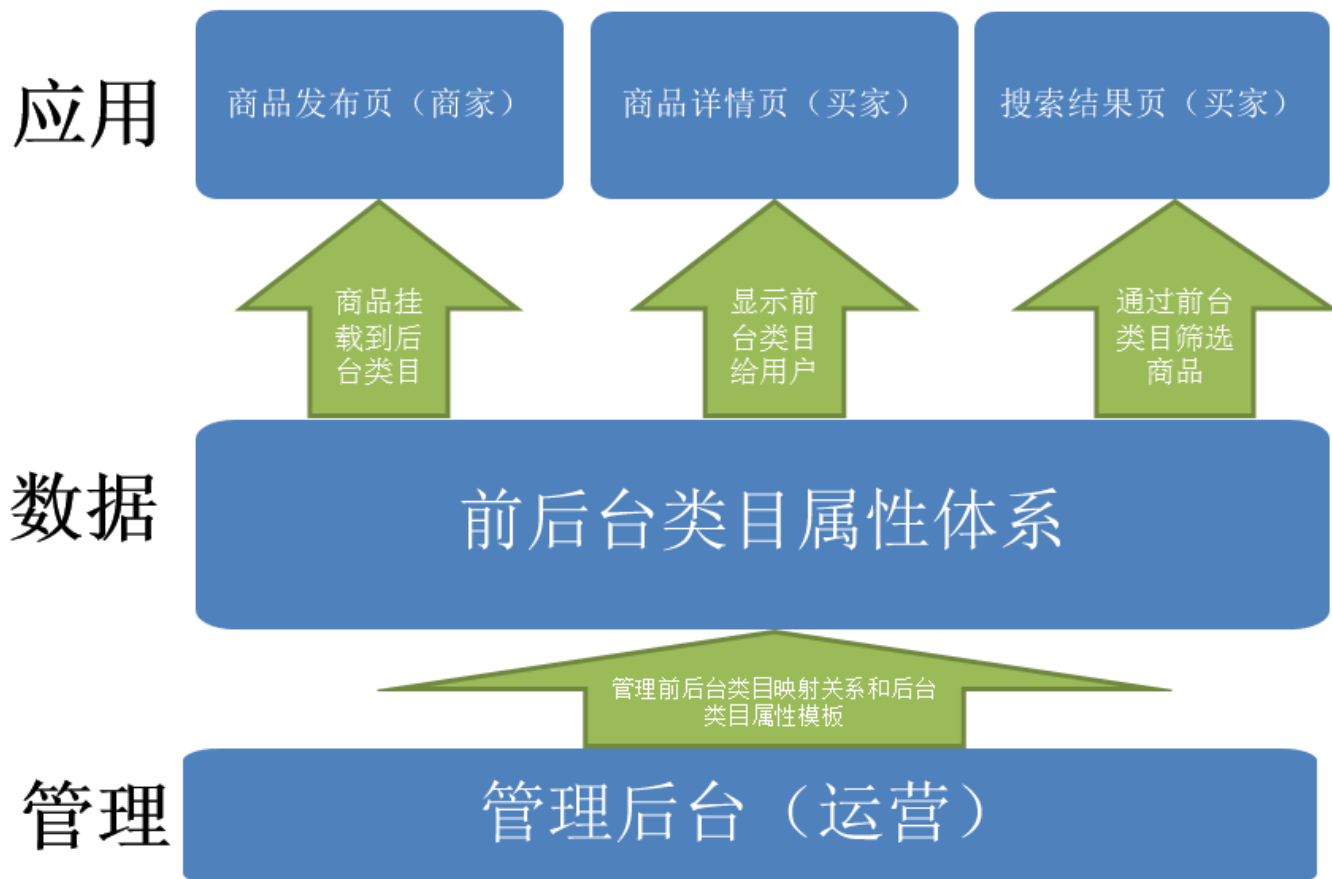 应用
商品发布页（商家）
商品详情页（买家）
搜索结果页（买家）
商品挂
载到后
台类目
显示前
台类目
给用户
通过前台
类目筛选
商品
数据
前后台类目属性体系
管理前后台类目映射关系和后台
类目属性模板
管理
管理后台（运营）